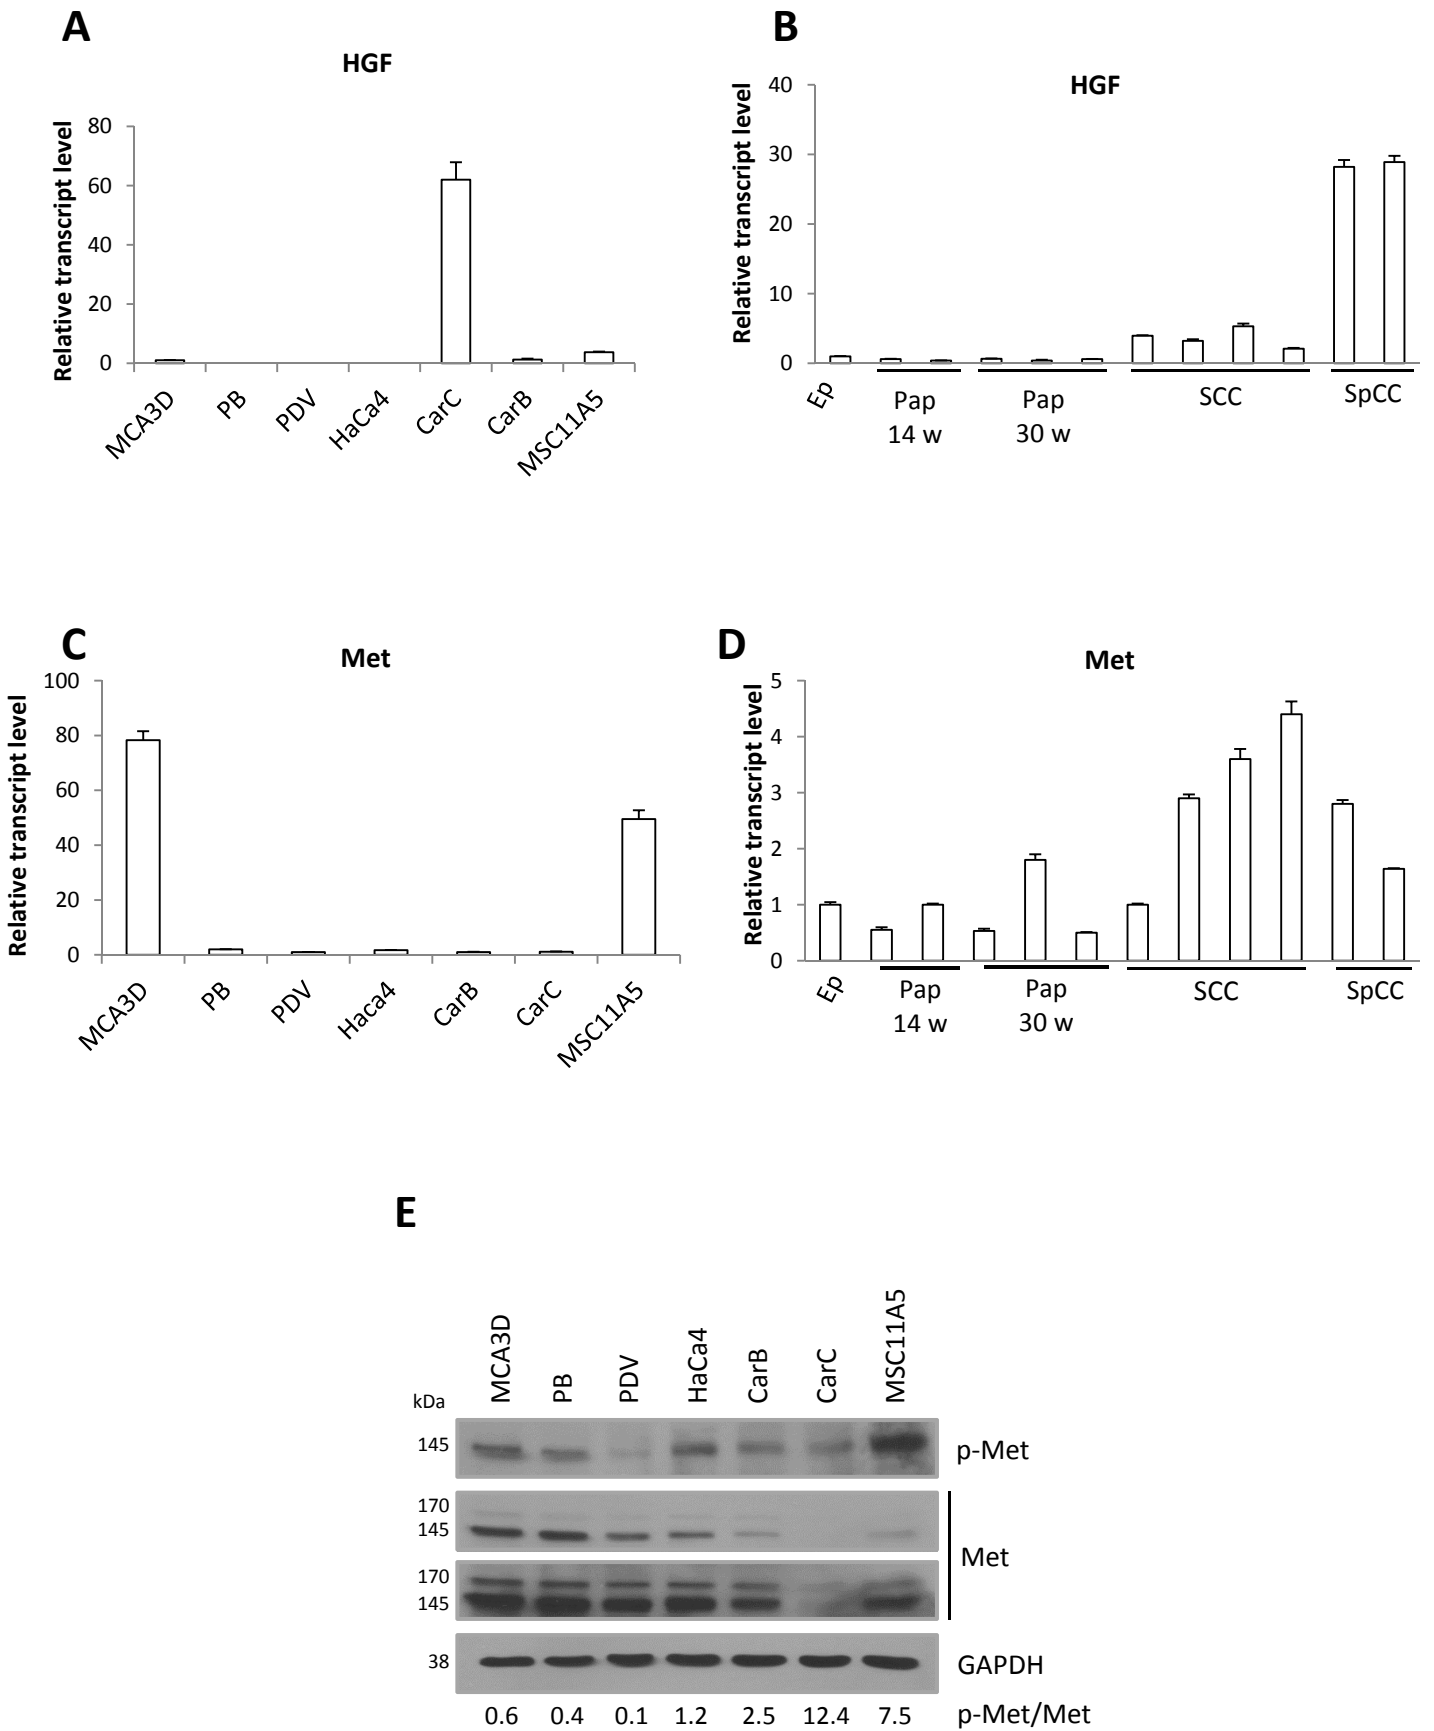 A
HGF
Relative transcript level
80
60
40
20
0
MCA3D PB PDV HaCa4 CarC CarB MSC11A5
B
HGF
Relative transcript level
40
30
20
10
0
Ep Pap Pap SCC SpCC
14 w 30 w
C
Met
Relative transcript level
100
80
60
40
20
0
MCA3D PB PDV Haca4 CarB CarC MSC11A5
D
Met
Relative transcript level
5
4
3
2
1
0
Ep Pap Pap SCC SpCC
14 w 30 w
E
MCA3D PB PDV HaCa4 CarB CarC MSC11A5
kDa
145 p-Met
170
145
Met
170
145
38 GAPDH
0.6 0.4 0.1 1.2 2.5 12.4 7.5 p-Met/Met